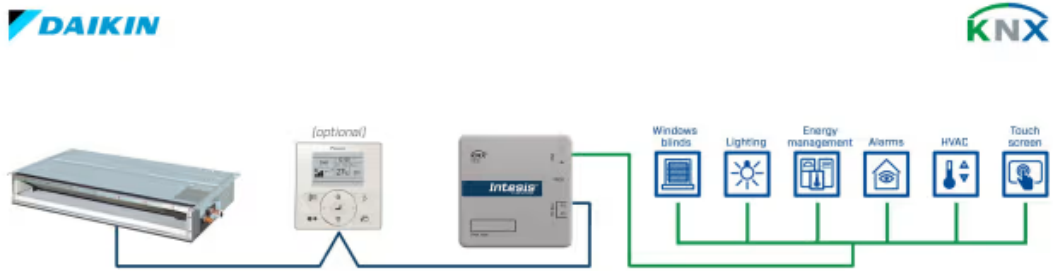 DAIKIN
KNX
(optional)
Intesis
Windows
blinds
Lighting
Energy
management
Alarms
HVAC
Touch
screen